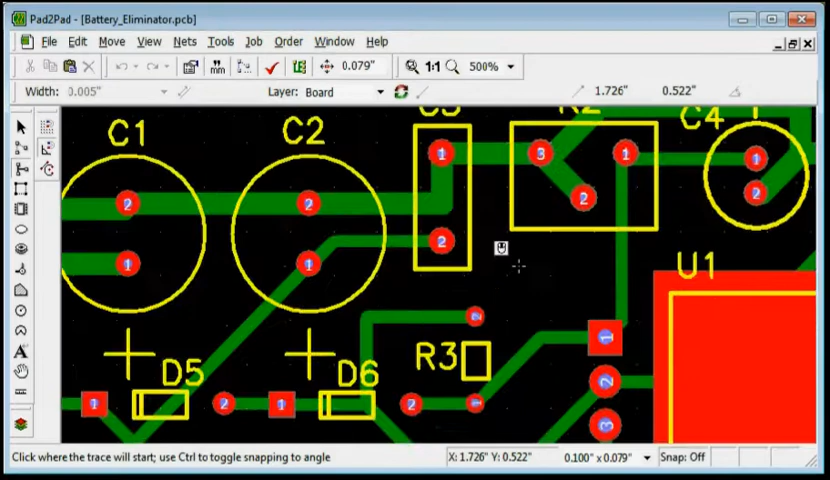 Pad2Pad - [Battery_Eliminator.pcb]
File Edit Move View Nets Tools Job Order Window Help
mm 0.079" 1:1 500%
Width: 0.005" Layer: Board 1.726" 0.522"
C1 C2 C3 R2 C4
1 3 1 1
2 2 2 2
1 1 2
U1
2 1
R3
D5 D6 2
1 2 1 2 1
3
Click where the trace will start; use Ctrl to toggle snapping to angle X: 1.726" Y: 0.522" 0.100" x 0.079" Snap: Off